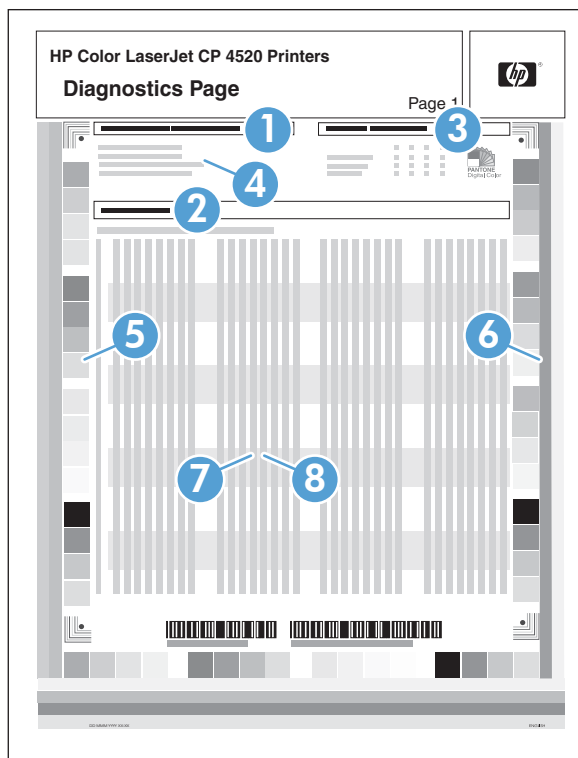 HP Color LaserJet CP 4520 Printers
Diagnostics Page
Page 1
hp
®
1
3
4
PANTONE
Digital Color
2
5
6
7
8